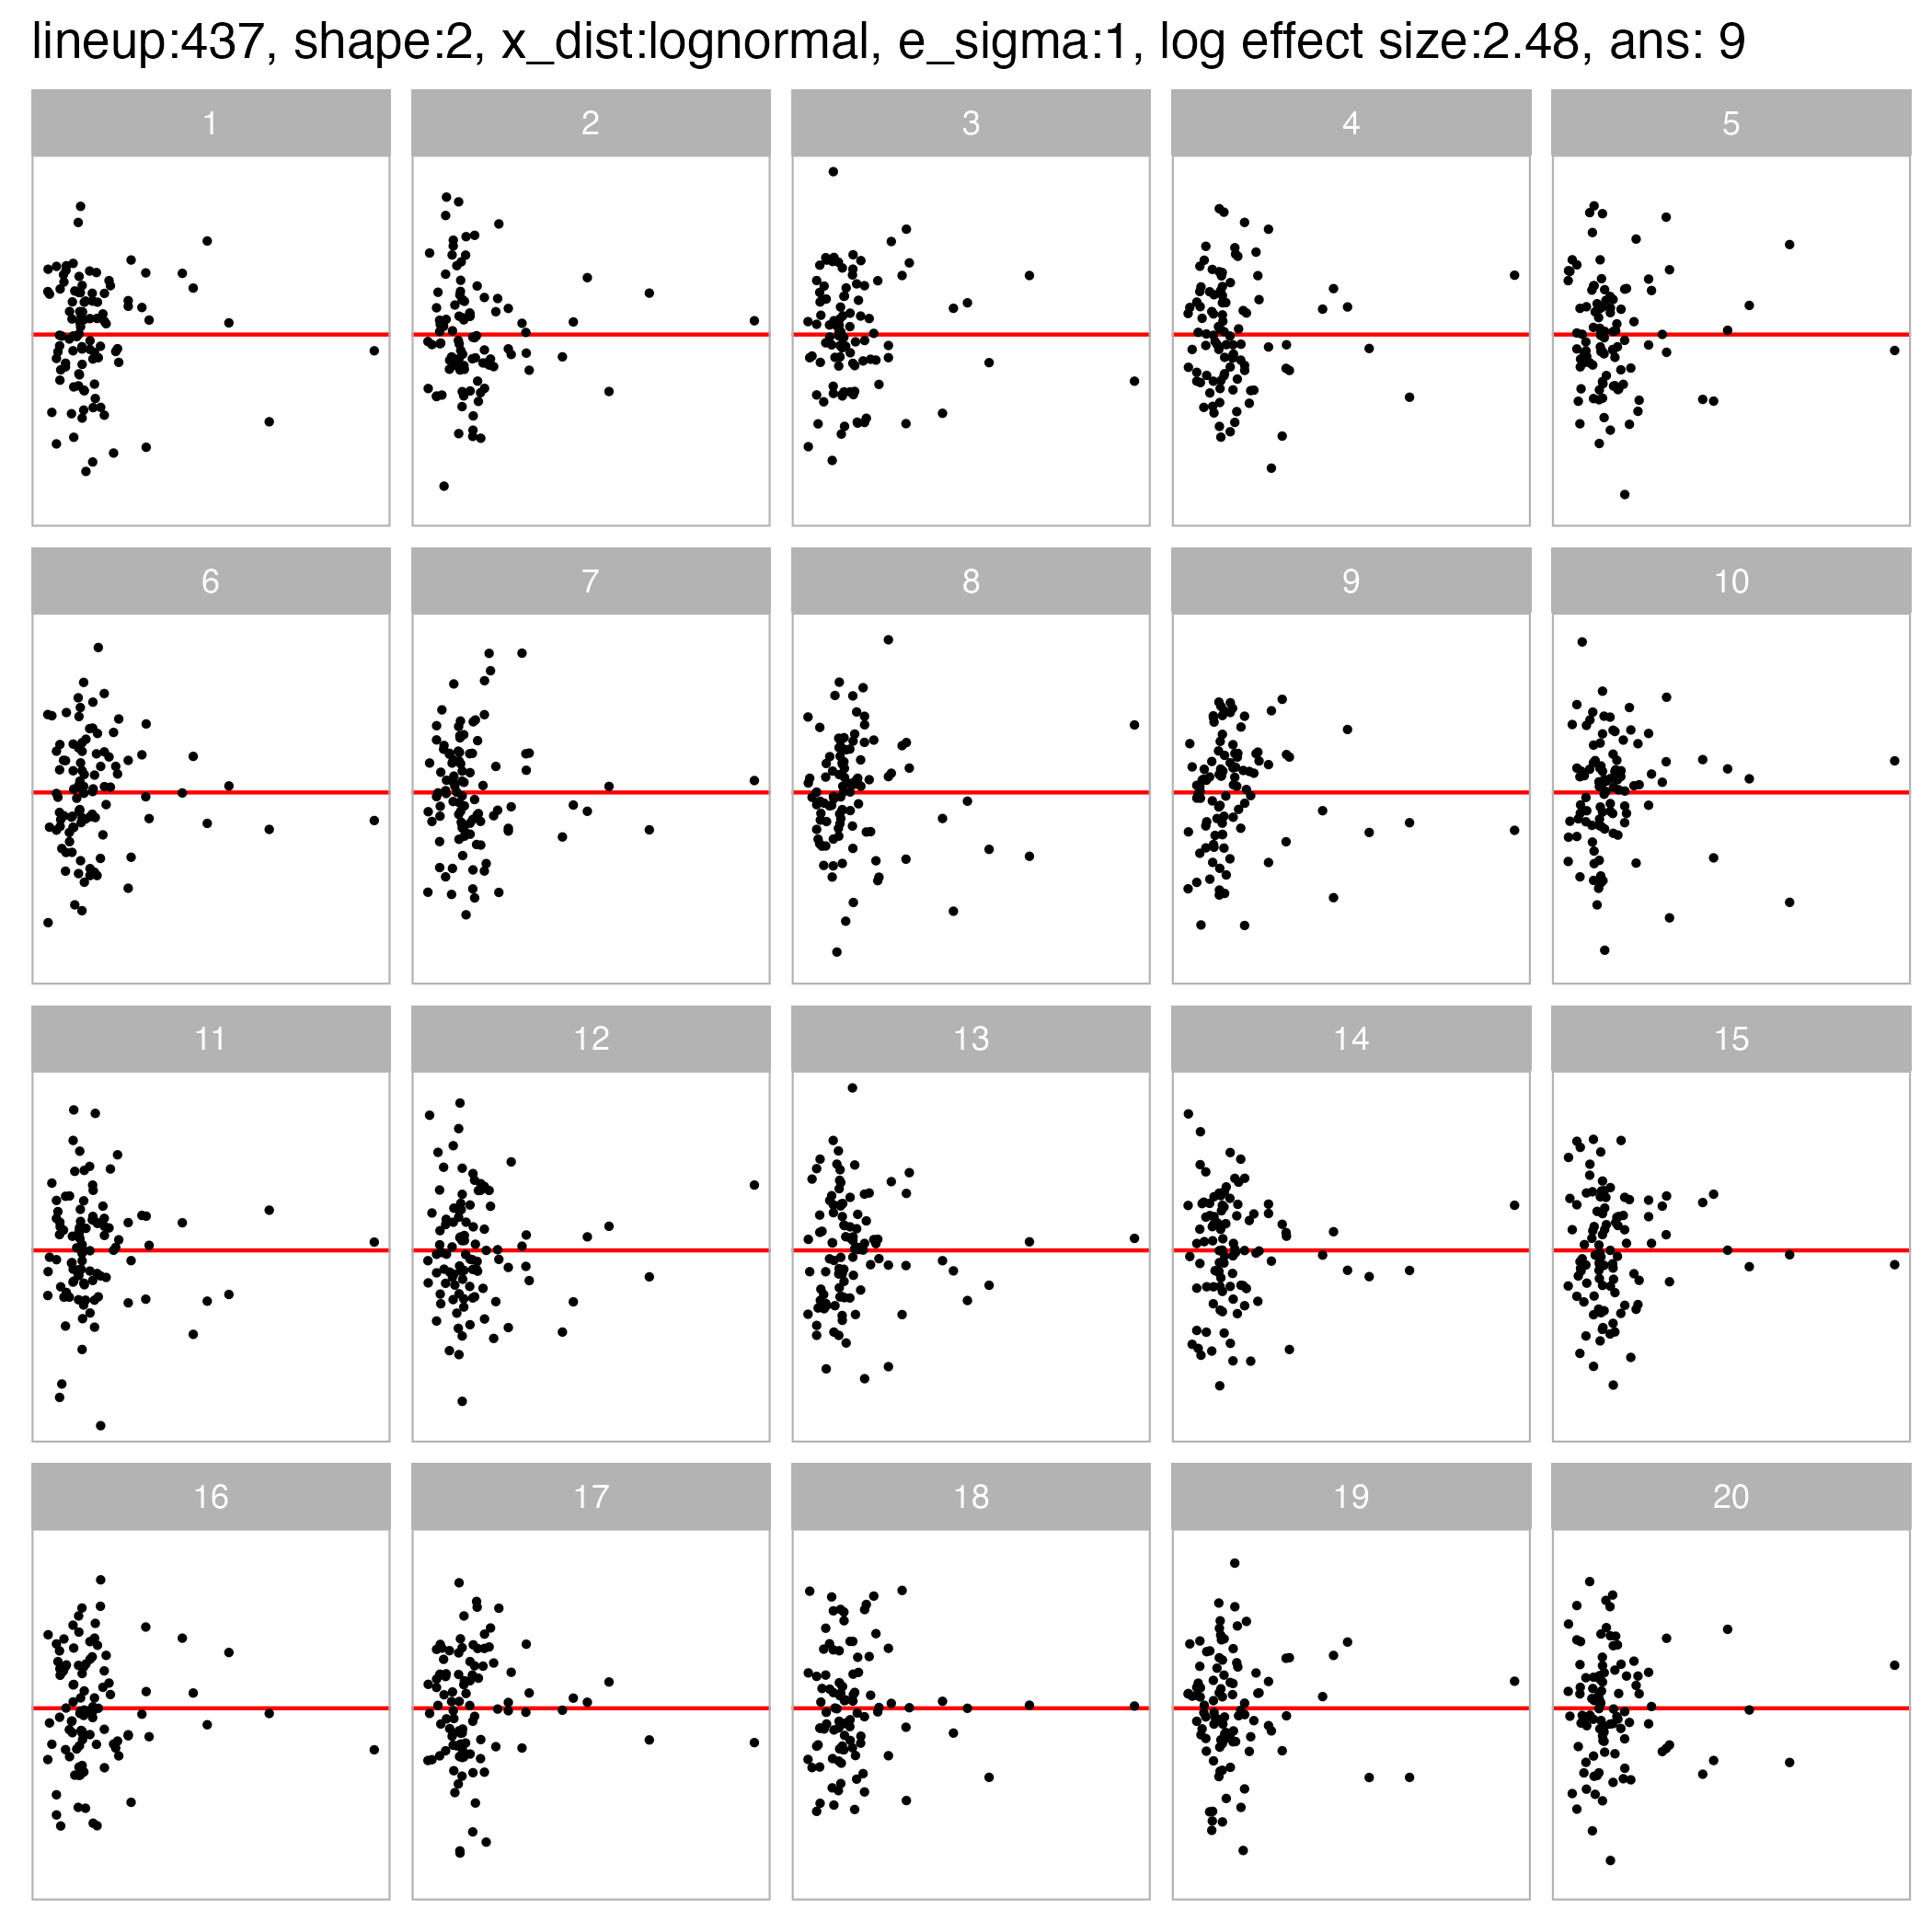 lineup:437, shape:2, x_dist:lognormal, e_sigma:1, log effect size:2.48, ans: 9
1 2 3 4 5
6 7 8 9 10
11 12 13 14 15
16 17 18 19 20